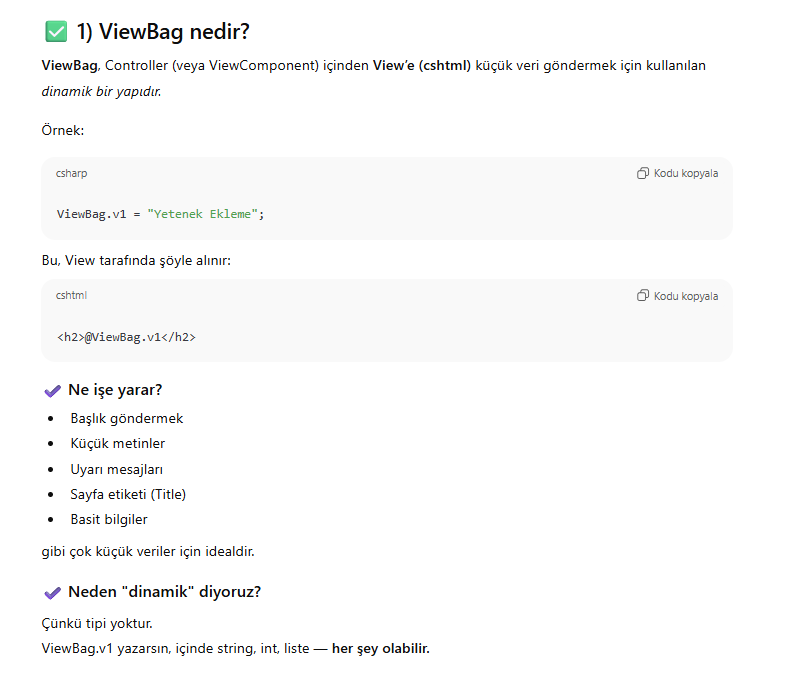 1) ViewBag nedir?
ViewBag, Controller (veya ViewComponent) içinden View’e (cshtml) küçük veri göndermek için kullanılan
dinamik bir yapıdır.
Örnek:
csharp
Kodu kopyala
ViewBag.v1 = "Yetenek Ekleme";
Bu, View tarafında şöyle alınır:
cshtml
Kodu kopyala
<h2>@ViewBag.v1</h2>
Ne işe yarar?
• Başlık göndermek
• Küçük metinler
• Uyarı mesajları
• Sayfa etiketi (Title)
• Basit bilgiler
gibi çok küçük veriler için idealdir.
Neden "dinamik" diyoruz?
Çünkü tipi yoktur.
ViewBag.v1 yazarsın, içinde string, int, liste — her şey olabilir.